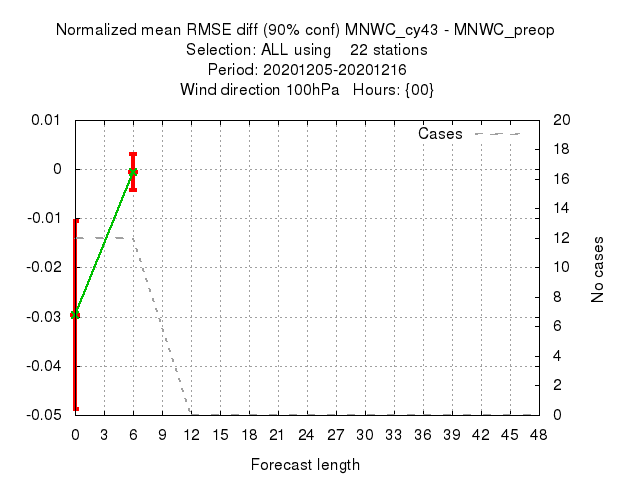 Normalized mean RMSE diff (90% conf) MNWC_cy43 - MNWC_preop
Selection: ALL using 22 stations
Period: 20201205-20201216
Wind direction 100hPa Hours: {00}
0.01
0
-0.01
-0.02
-0.03
-0.04
-0.05
Cases
20
18
16
14
12
10
8
6
4
2
0
No cases
0 3 6 9 12 15 18 21 24 27 30 33 36 39 42 45 48
Forecast length